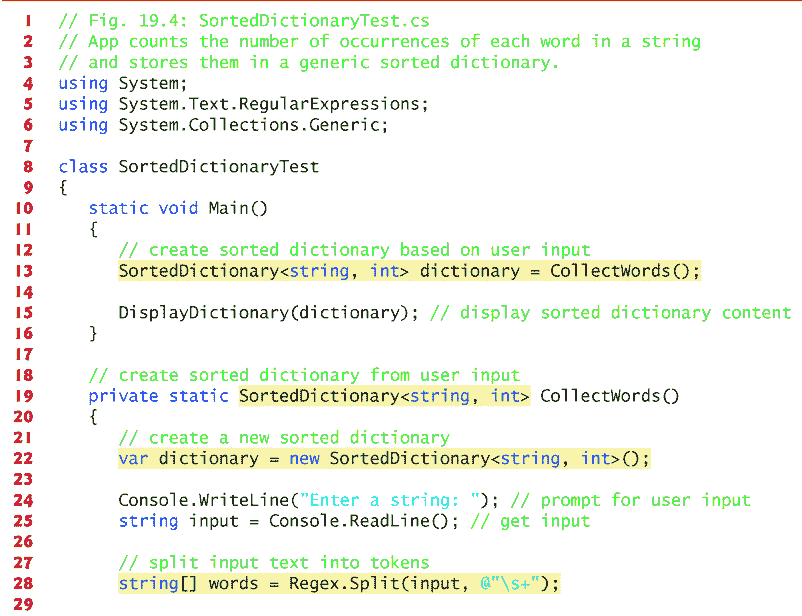 1 // Fig. 19.4: SortedDictionaryTest.cs
2 // App counts the number of occurrences of each word in a string
3 // and stores them in a generic sorted dictionary.
4 using System;
5 using System.Text.RegularExpressions;
6 using System.Collections.Generic;
7
8 class SortedDictionaryTest
9 {
10    static void Main()
11    {
12       // create sorted dictionary based on user input
13       SortedDictionary<string, int> dictionary = CollectWords();
14
15       DisplayDictionary(dictionary); // display sorted dictionary content
16    }
17
18    // create sorted dictionary from user input
19    private static SortedDictionary<string, int> CollectWords()
20    {
21       // create a new sorted dictionary
22       var dictionary = new SortedDictionary<string, int>();
23
24       Console.WriteLine("Enter a string: "); // prompt for user input
25       string input = Console.ReadLine(); // get input
26
27       // split input text into tokens
28       string[] words = Regex.Split(input, @"\s+");
29